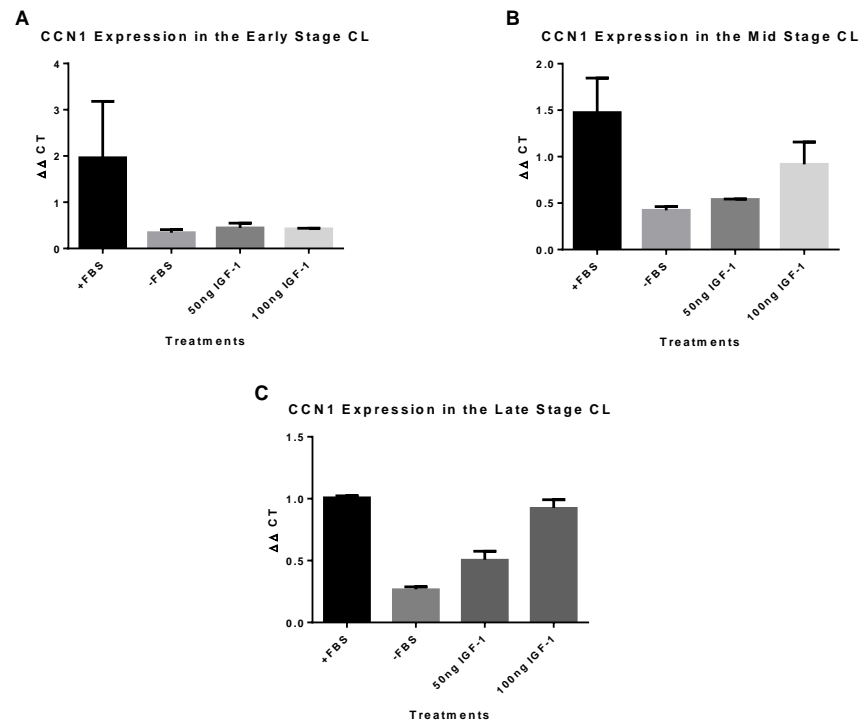 A
CCN1 Expression in the Early Stage CL
4
3
2
1
0
ΔΔ CT
+FBS
-FBS
50ng IGF-1
100ng IGF-1
Treatments
B
CCN1 Expression in the Mid Stage CL
2.0
1.5
1.0
0.5
0.0
ΔΔ CT
+FBS
-FBS
50ng IGF-1
100ng IGF-1
Treatments
C
CCN1 Expression in the Late Stage CL
1.5
1.0
0.5
0.0
ΔΔ CT
+FBS
-FBS
50ng IGF-1
100ng IGF-1
Treatments